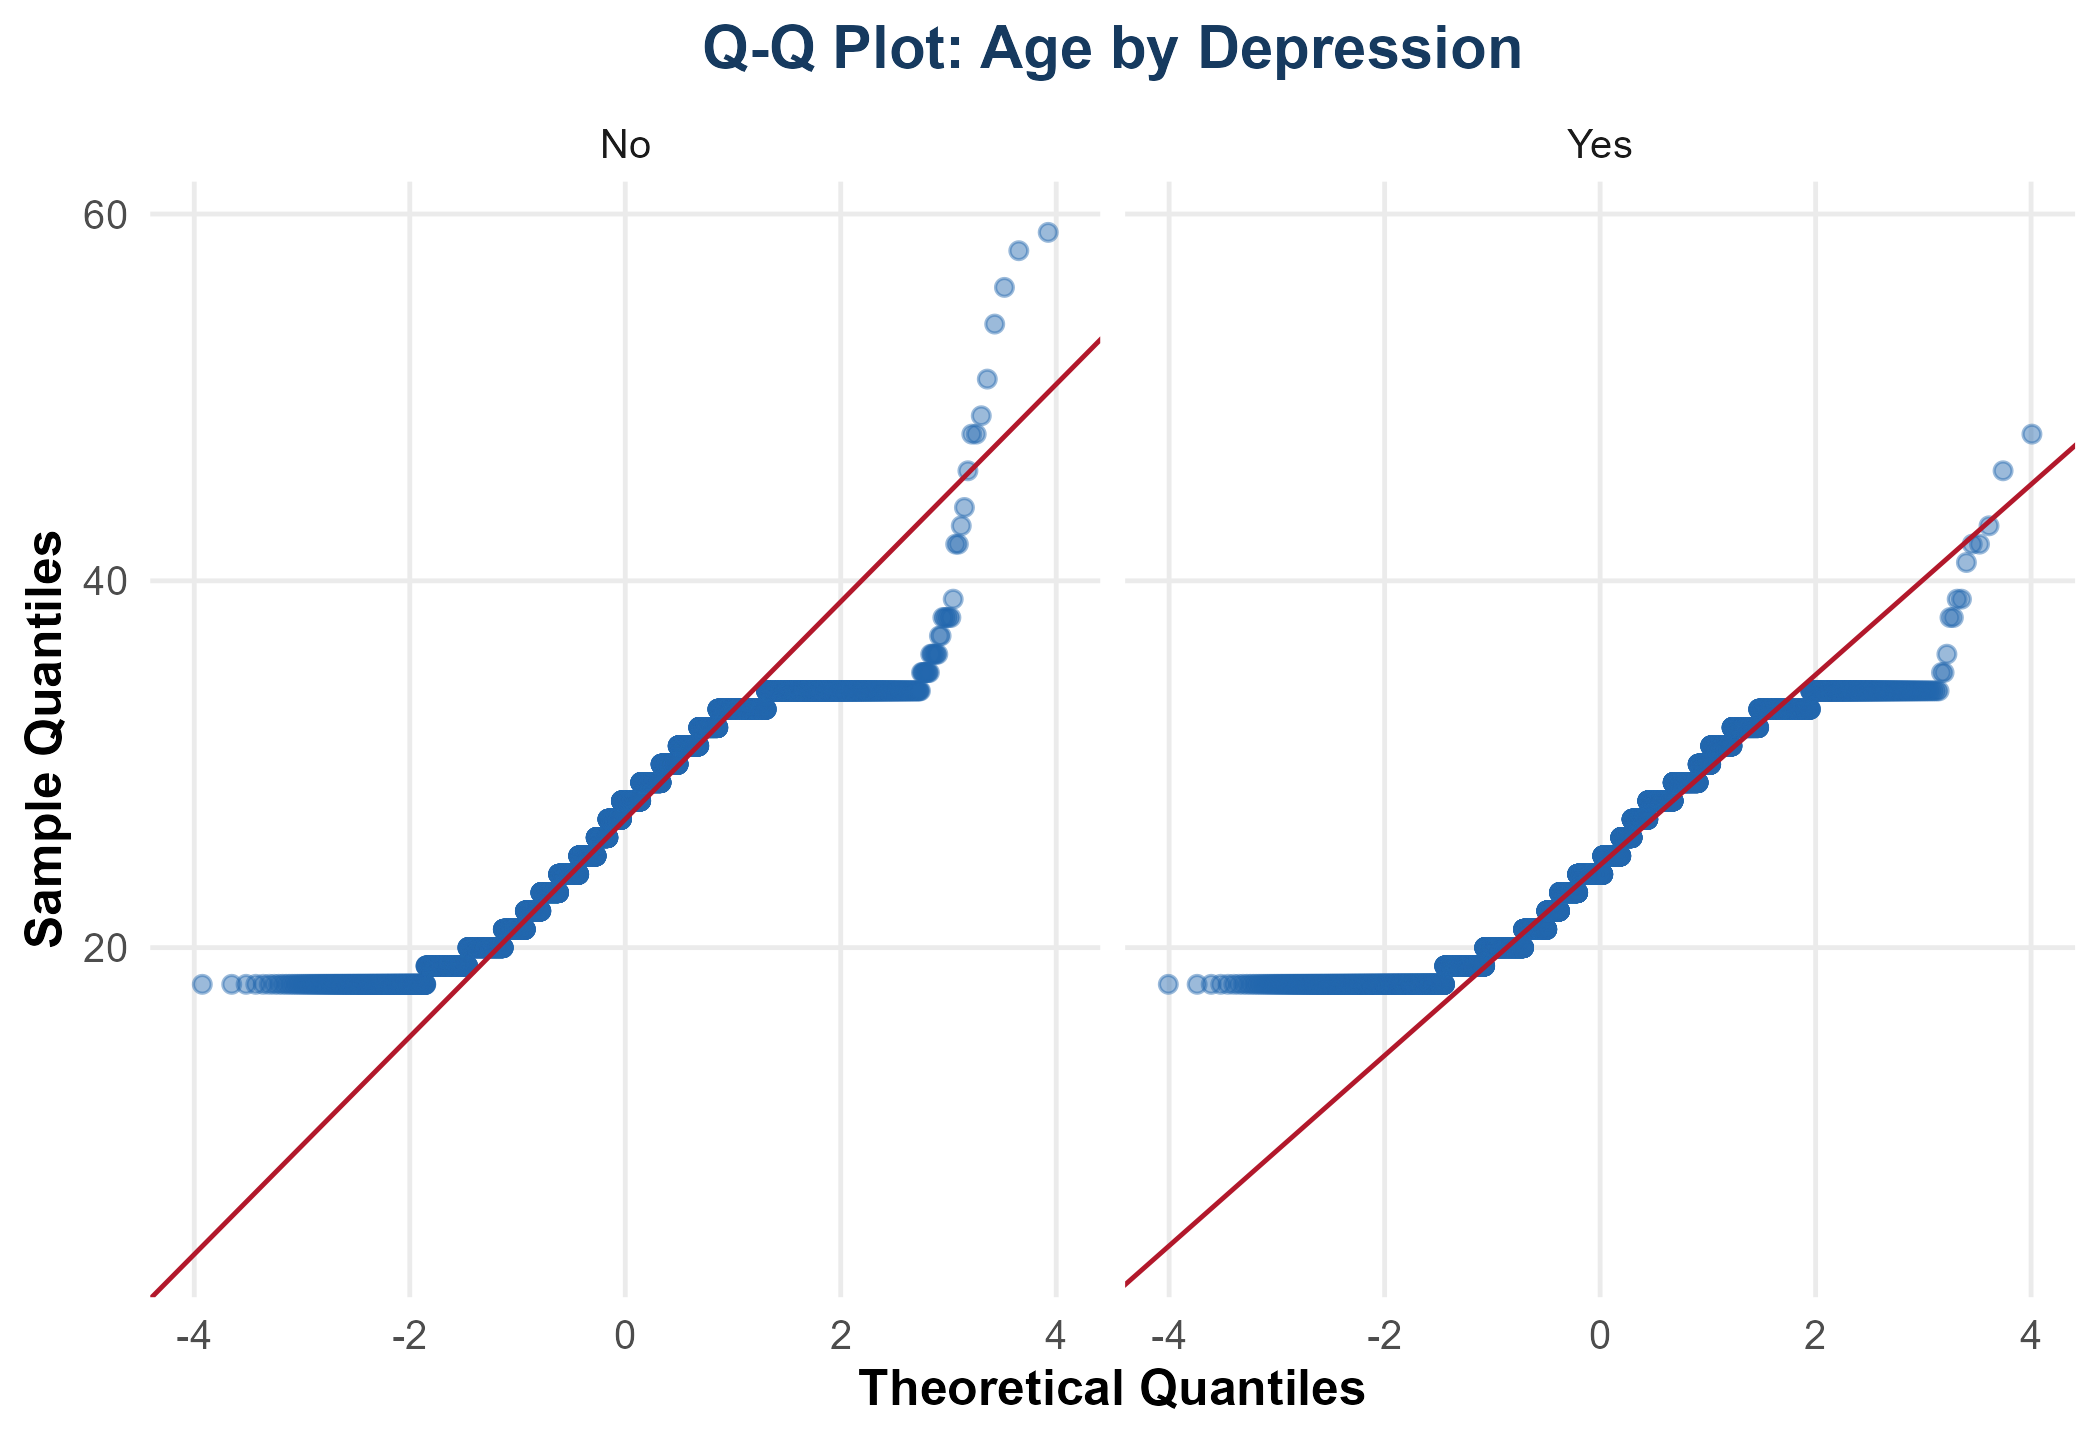 Q-Q Plot: Age by Depression
No
Yes
60
40
20
Sample Quantiles
-4 -2 0 2 4
-4 -2 0 2 4
Theoretical Quantiles